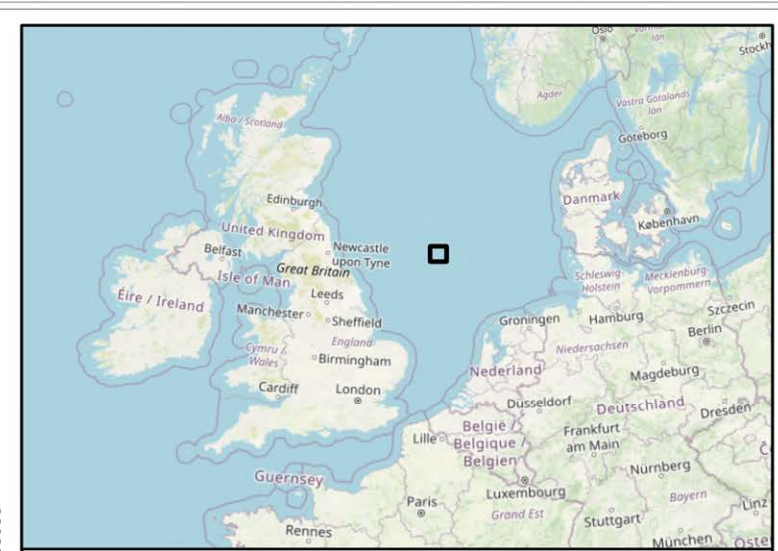 Oslo
Stockh
län
Agder
Västra Götalands
län
Göteborg
Alba / Scotland
Edinburgh
Danmark
København
United Kingdom
Newcastle
upon Tyne
Belfast
Great Britain
Isle of Man
Schleswig
Holstein
Mecklenburg
Vorpommern
Éire / Ireland
Leeds
Manchester
Sheffield
Groningen
Hamburg
Szczecin
England
Cymru /
Wales
Berlin
Birmingham
Niedersachsen
Nederland
Magdeburg
Cardiff
London
Düsseldorf
Deutschland
Dresden
België /
Belgique /
Belgien
Lille
Frankfurt
am Main
Guernsey
Nürnberg
Luxembourg
Paris
Bayern
Grand Est
Linz
Stuttgart
Rennes
München
Öster